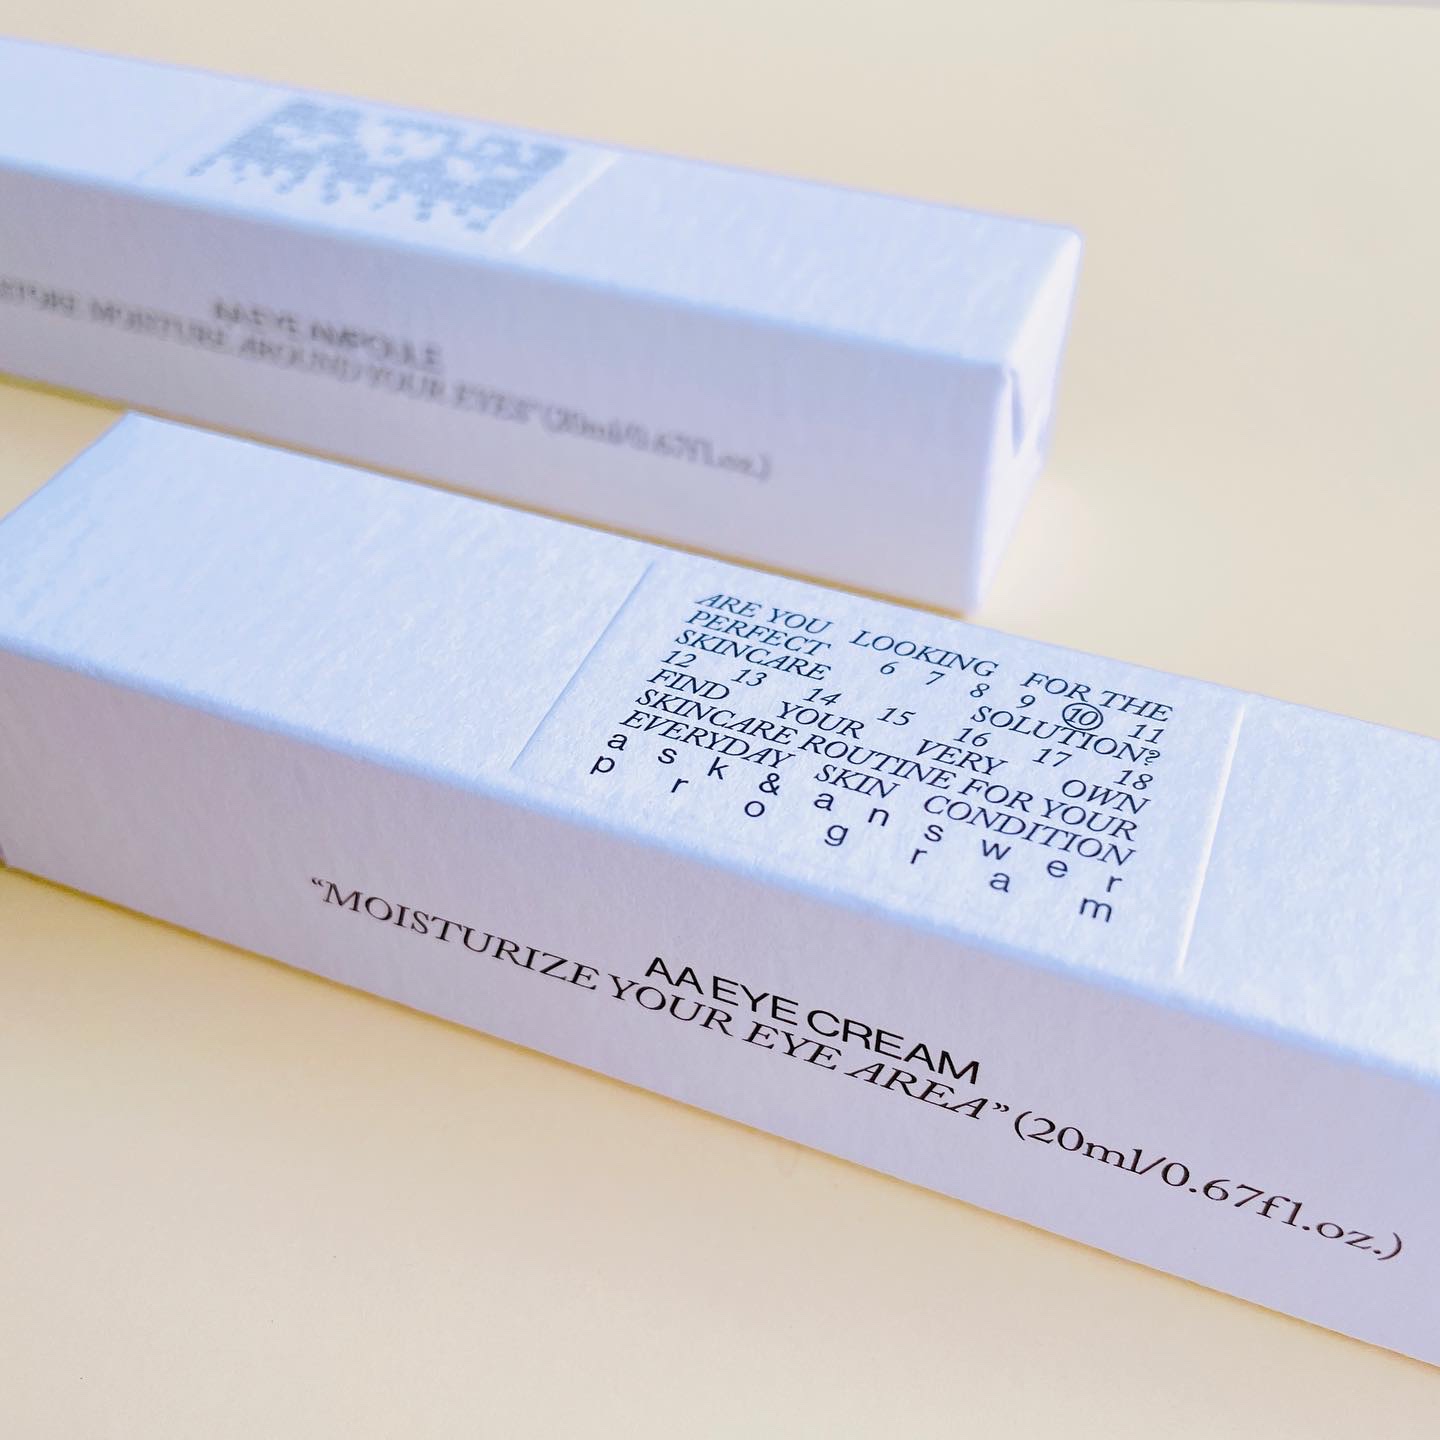 AA EYE AMPOULE
MOISTURE AROUND YOUR EYES” (20ml/0.67fl.oz.)
ARE YOU LOOKING FOR THE
PERFECT 6 7 8 9 ⑩ 11
SKINCARE SOLUTION?
12 13 14 15 16 17 18
FIND YOUR VERY OWN
SKINCARE ROUTINE FOR YOUR
EVERYDAY SKIN CONDITION
a s k & a n s w e r
p r o g r a m
AA EYE CREAM
“MOISTURIZE YOUR EYE AREA” (20ml/0.67fl.oz.)